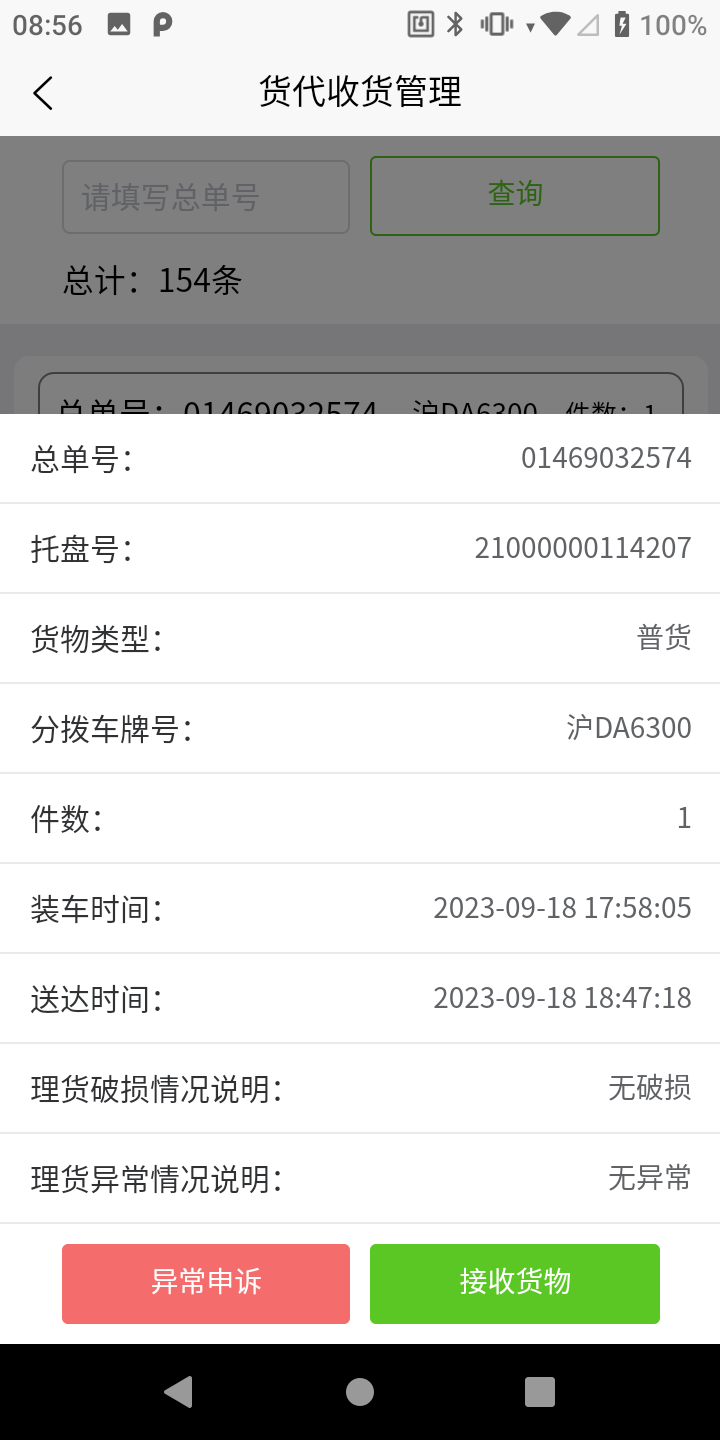 08:56 100%
货代收货管理
请填写总单号 查询
总计：154条
总单号：01469032574 沪DA6300 件数：1
总单号： 01469032574
托盘号： 21000000114207
货物类型： 普货
分拨车牌号： 沪DA6300
件数： 1
装车时间： 2023-09-18 17:58:05
送达时间： 2023-09-18 18:47:18
理货破损情况说明： 无破损
理货异常情况说明： 无异常
异常申诉 接收货物